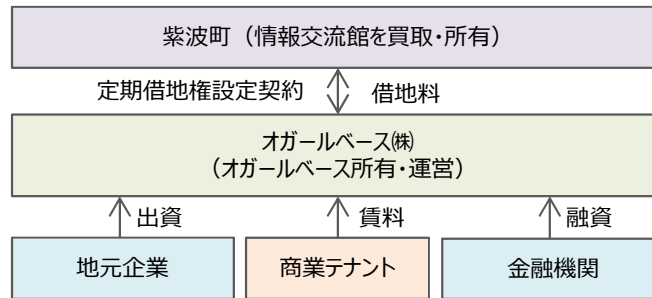 紫波町（情報交流館を買取・所有）
定期借地権設定契約　借地料
オガールベース㈱
（オガールベース所有・運営）
出資　賃料　融資
地元企業　商業テナント　金融機関